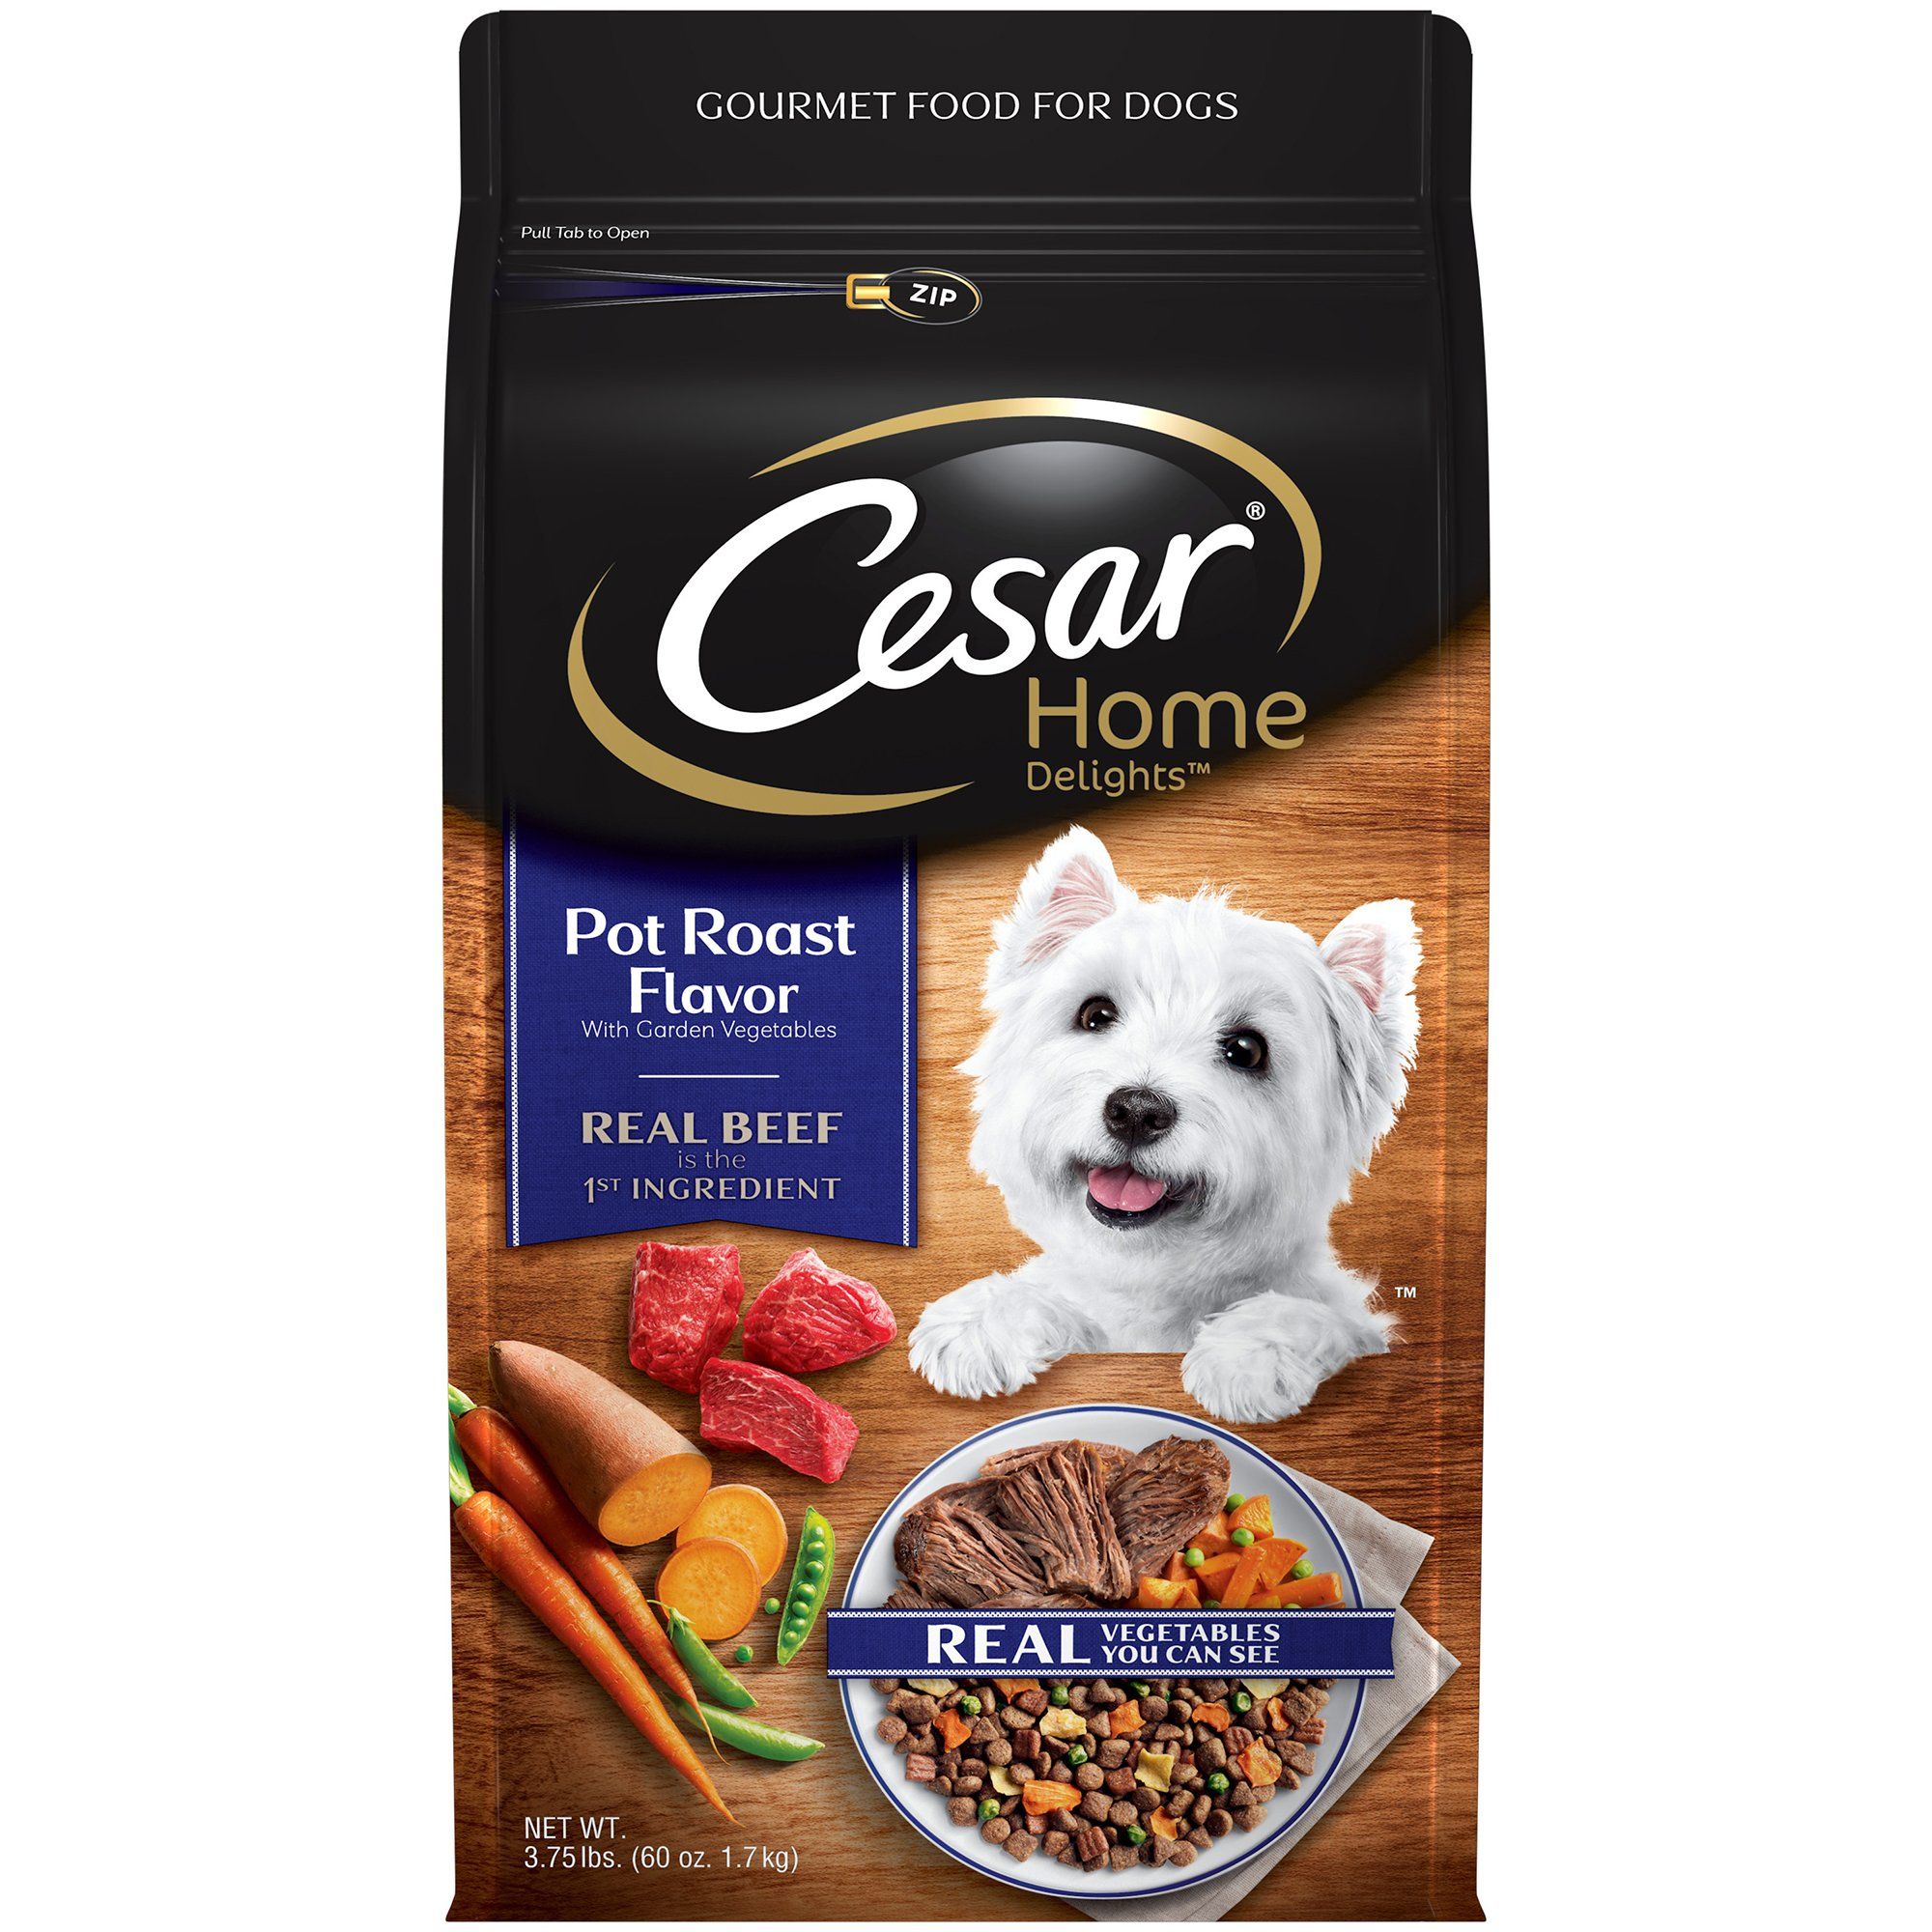 GOURMET FOOD FOR DOGS
Pull Tab to Open
ZIP
Cesar®
Home
Delights™
Pot Roast
Flavor
With Garden Vegetables
REAL BEEF
is the
1ST INGREDIENT
™
REAL VEGETABLES
YOU CAN SEE
NET WT.
3.75 lbs. (60 oz. 1.7 kg)